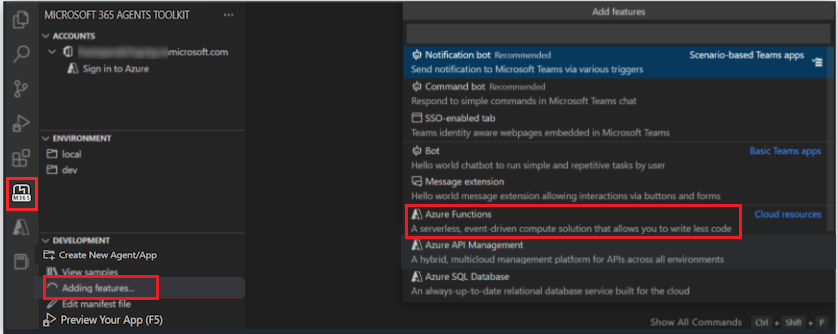 MICROSOFT 365 AGENTS TOOLKIT ...
ACCOUNTS
microsoft.com
Sign in to Azure
ENVIRONMENT
local
dev
M365
DEVELOPMENT
Create New Agent/App
View samples
Adding features...
Edit manifest file
Preview Your App (F5)
Add features
Notification bot Recommended Scenario-based Teams apps
Send notification to Microsoft Teams via various triggers
Command bot Recommended
Respond to simple commands in Microsoft Teams chat
SSO-enabled tab
Teams identity aware webpages embedded in Microsoft Teams
Bot Basic Teams apps
Hello world chatbot to run simple and repetitive tasks by user
Message extension
Hello world message extension allowing interactions via buttons and forms
Azure Functions Cloud resources
A serverless, event-driven compute solution that allows you to write less code
Azure API Management
A hybrid, multicloud management platform for APIs across all environments
Azure SQL Database
An always-up-to-date relational database service built for the cloud
Show All Commands Ctrl + Shift + P